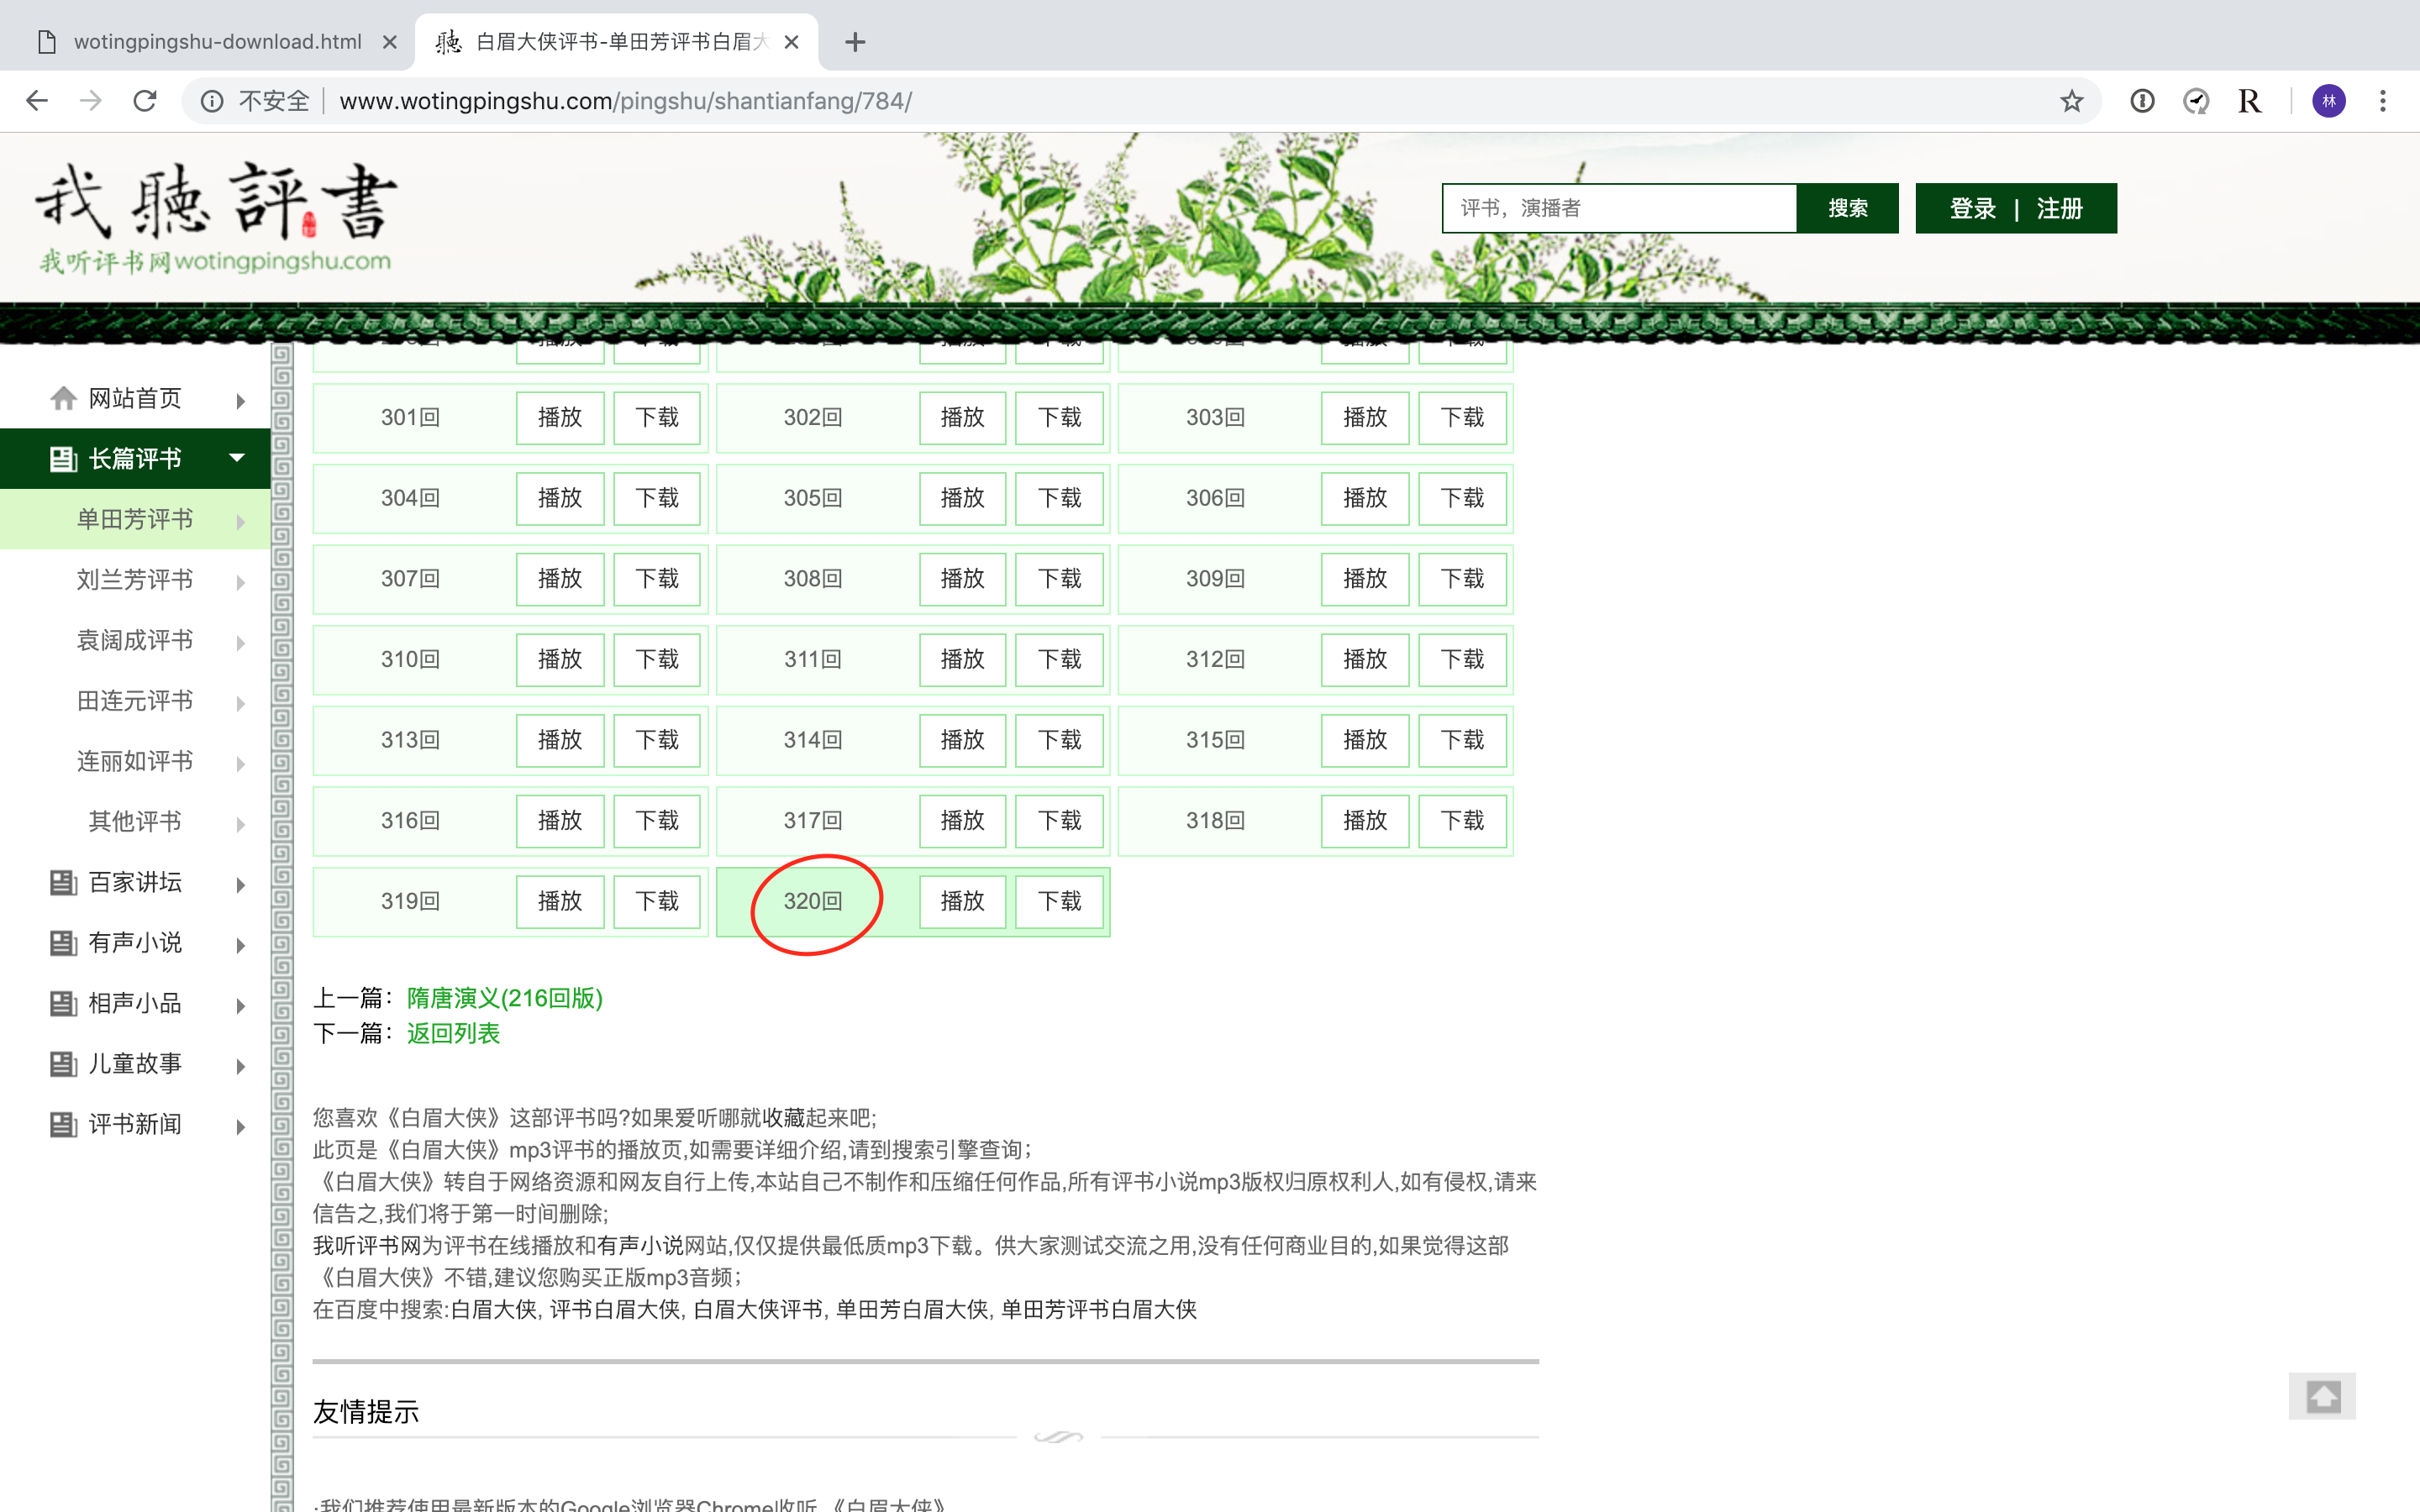 wotingpingshu-download.html
白眉大侠评书-单田芳评书白眉大
不安全 www.wotingpingshu.com/pingshu/shantianfang/784/
R
林
我聽評書
我听评书网wotingpingshu.com
评书，演播者 搜索 登录 | 注册
网站首页
长篇评书
单田芳评书
刘兰芳评书
袁阔成评书
田连元评书
连丽如评书
其他评书
百家讲坛
有声小说
相声小品
儿童故事
评书新闻
301回 播放 下载 302回 播放 下载 303回 播放 下载
304回 播放 下载 305回 播放 下载 306回 播放 下载
307回 播放 下载 308回 播放 下载 309回 播放 下载
310回 播放 下载 311回 播放 下载 312回 播放 下载
313回 播放 下载 314回 播放 下载 315回 播放 下载
316回 播放 下载 317回 播放 下载 318回 播放 下载
319回 播放 下载 320回 播放 下载
上一篇：隋唐演义(216回版)
下一篇：返回列表
您喜欢《白眉大侠》这部评书吗?如果爱听哪就收藏起来吧;
此页是《白眉大侠》mp3评书的播放页,如需要详细介绍,请到搜索引擎查询；
《白眉大侠》转自于网络资源和网友自行上传,本站自己不制作和压缩任何作品,所有评书小说mp3版权归原权利人,如有侵权,请来
信告之,我们将于第一时间删除;
我听评书网为评书在线播放和有声小说网站,仅仅提供最低质mp3下载。供大家测试交流之用,没有任何商业目的,如果觉得这部
《白眉大侠》不错,建议您购买正版mp3音频；
在百度中搜索:白眉大侠, 评书白眉大侠, 白眉大侠评书, 单田芳白眉大侠, 单田芳评书白眉大侠
友情提示
·我们推荐使用最新版本的Google浏览器Chrome收听 《白眉大侠》